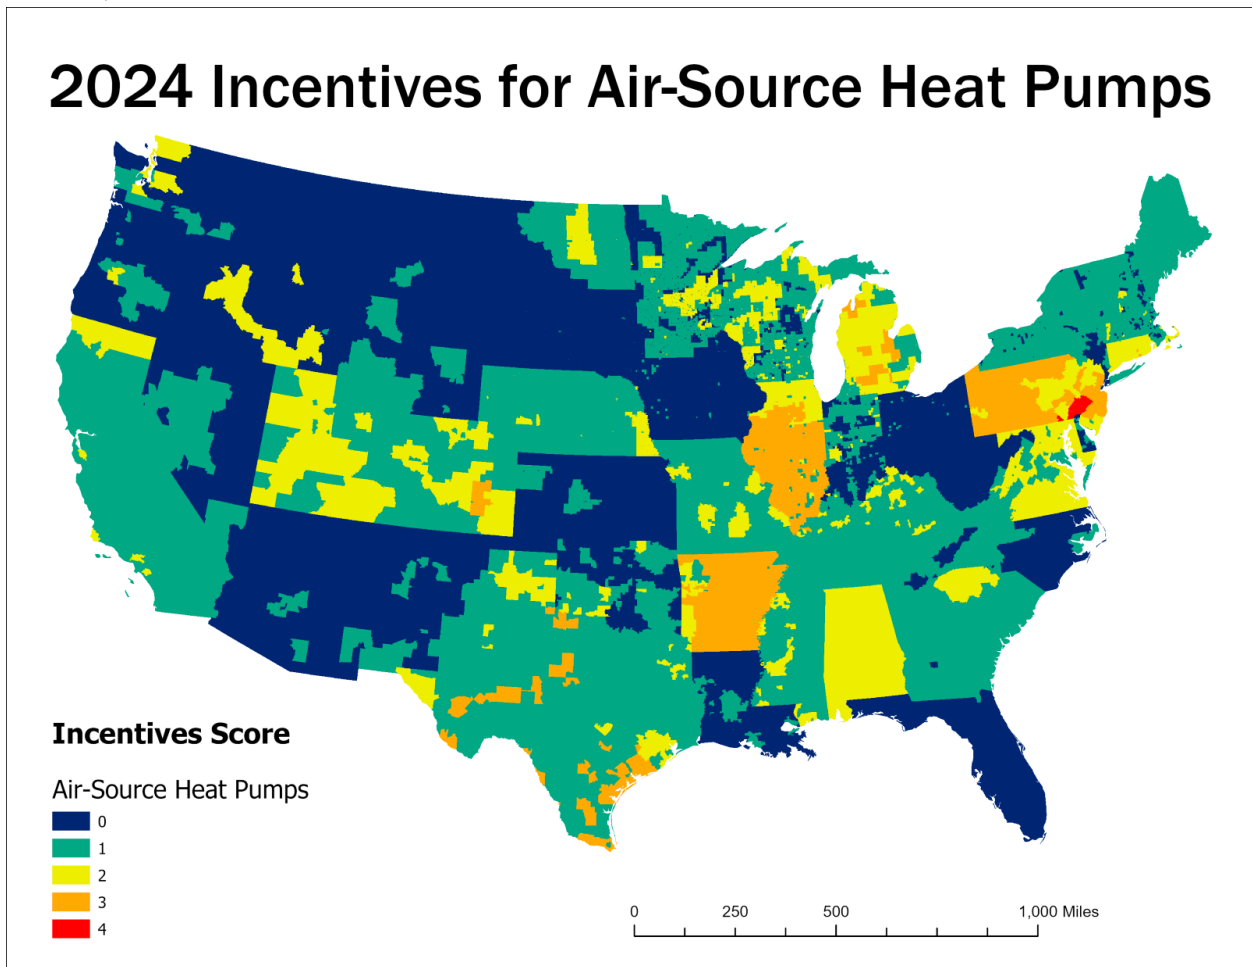 2024 Incentives for Air-Source Heat Pumps
Incentives Score
Air-Source Heat Pumps
0
1
2
3
4
0 250 500 1,000 Miles